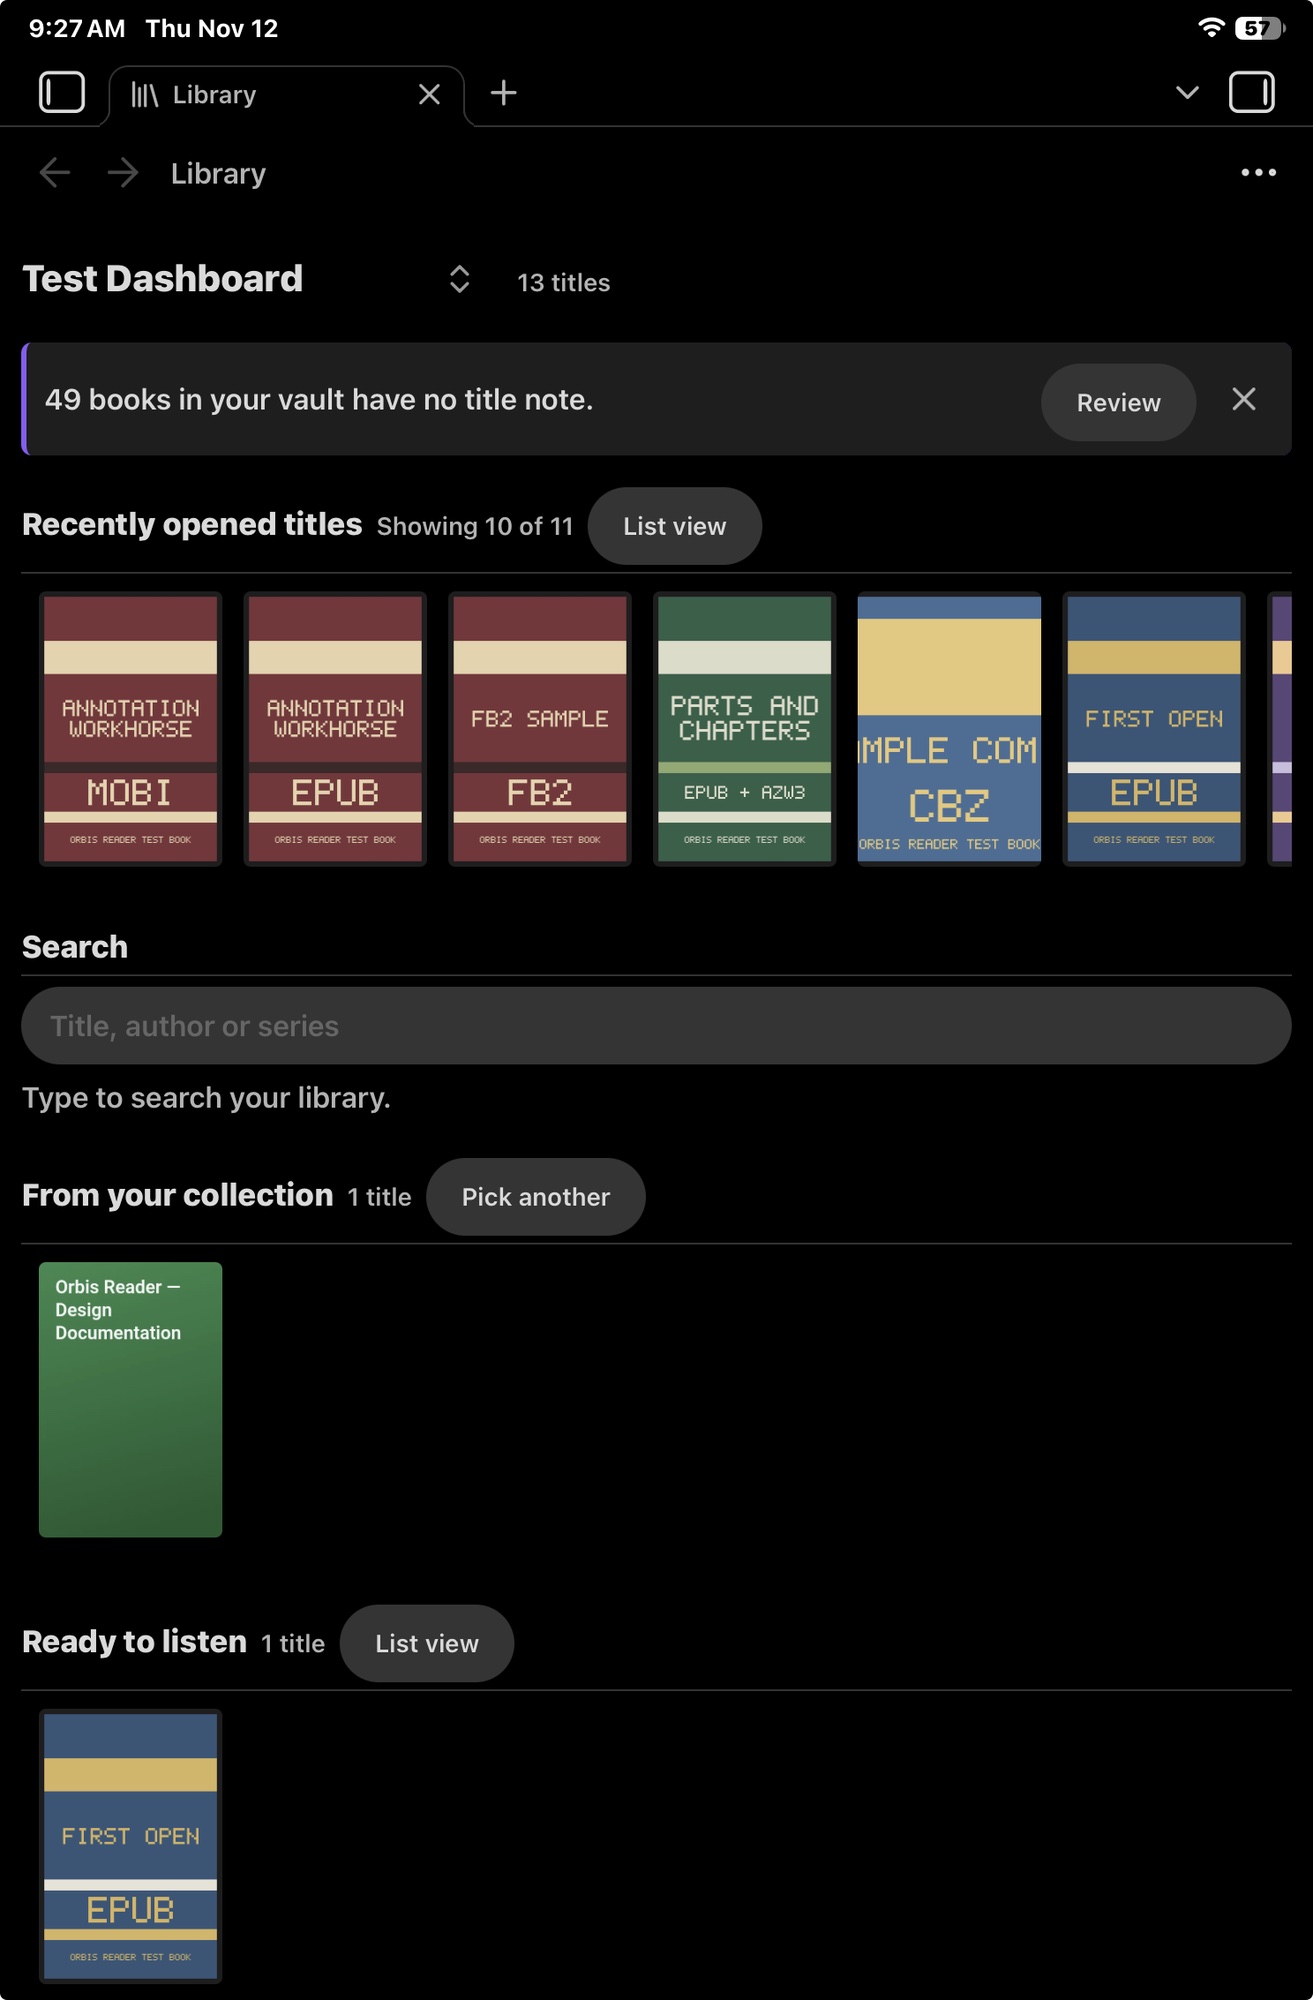 9:27 AM Thu Nov 12
57
Library
Library
Test Dashboard
13 titles
49 books in your vault have no title note.
Review
Recently opened titles Showing 10 of 11 List view
ANNOTATION
WORKHORSE
MOBI
ORBIS READER TEST BOOK
ANNOTATION
WORKHORSE
EPUB
ORBIS READER TEST BOOK
FB2 SAMPLE
FB2
ORBIS READER TEST BOOK
PARTS AND
CHAPTERS
EPUB + AZW3
ORBIS READER TEST BOOK
MPLE COM
CBZ
ORBIS READER TEST BOOK
FIRST OPEN
EPUB
ORBIS READER TEST BOOK
Search
Title, author or series
Type to search your library.
From your collection 1 title Pick another
Orbis Reader —
Design
Documentation
Ready to listen 1 title List view
FIRST OPEN
EPUB
ORBIS READER TEST BOOK